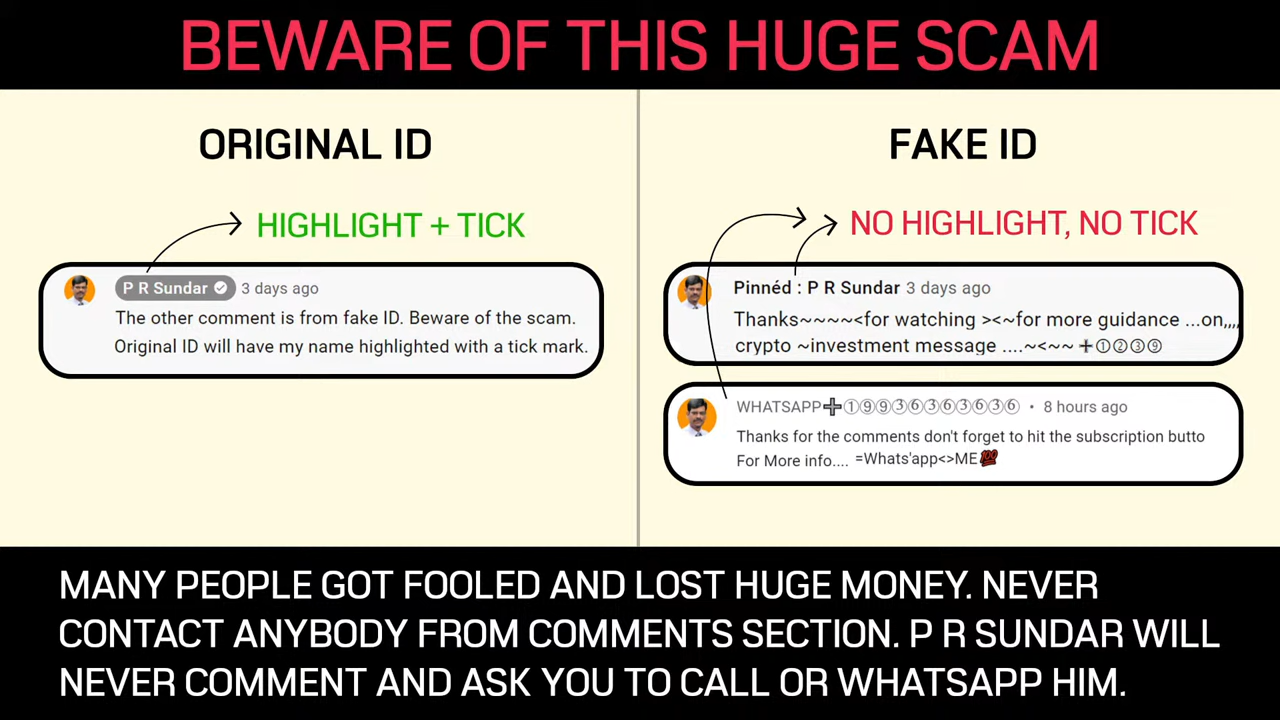 BEWARE OF THIS HUGE SCAM
ORIGINAL ID
HIGHLIGHT + TICK
P R Sundar 3 days ago
The other comment is from fake ID. Beware of the scam.
Original ID will have my name highlighted with a tick mark.
FAKE ID
NO HIGHLIGHT, NO TICK
Pinnéd : P R Sundar 3 days ago
Thanks~~~~<for watching ><~for more guidance ...on,,,,
crypto ~investment message ....~<~~ ➕①②③⑨
WHATSAPP➕①⑨⑨③⑥③⑥③⑥③⑥ • 8 hours ago
Thanks for the comments don't forget to hit the subscription butto
For More info.... =Whats'app<>ME💯
MANY PEOPLE GOT FOOLED AND LOST HUGE MONEY. NEVER
CONTACT ANYBODY FROM COMMENTS SECTION. P R SUNDAR WILL
NEVER COMMENT AND ASK YOU TO CALL OR WHATSAPP HIM.